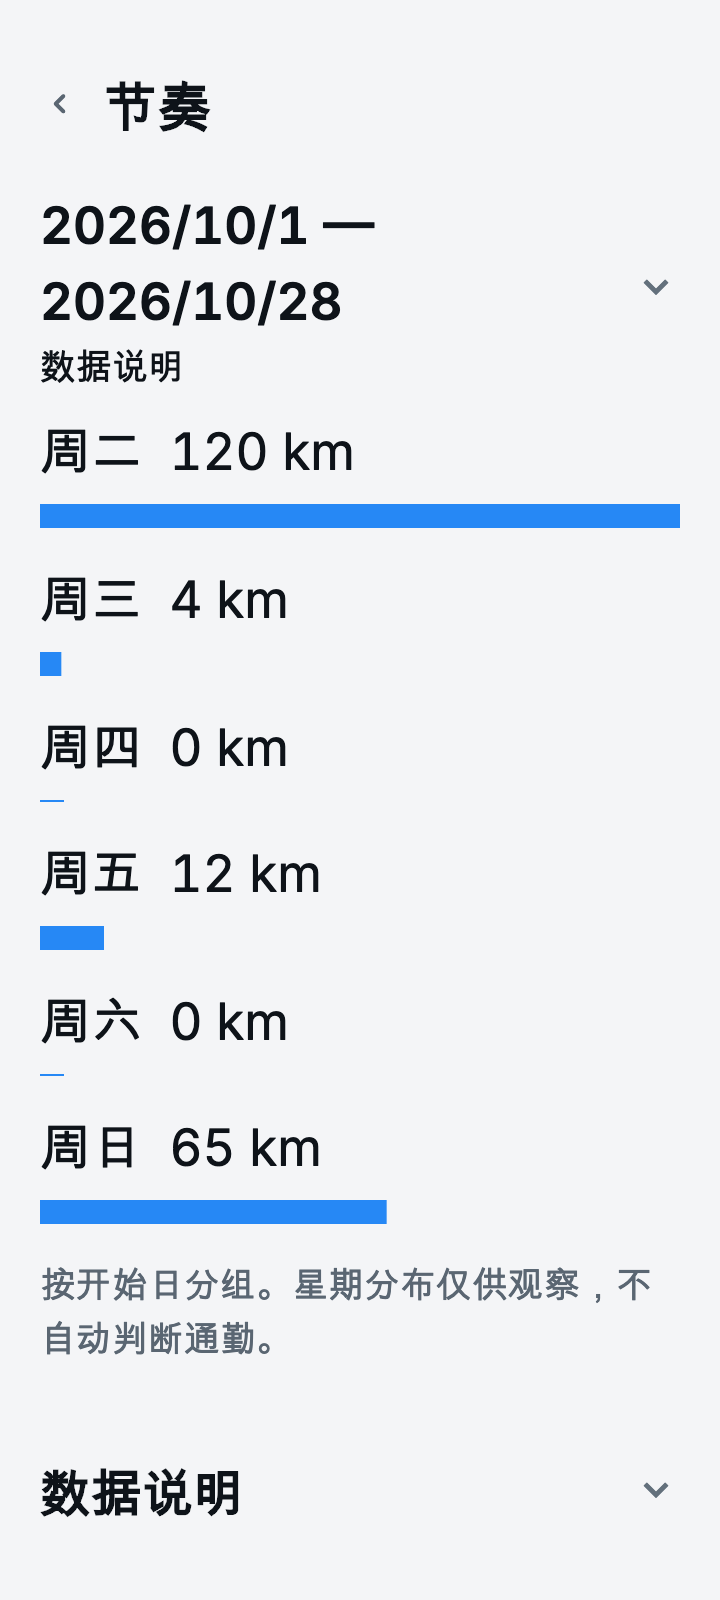 节奏
2026/10/1 —
2026/10/28
数据说明
周二 120 km
周三 4 km
周四 0 km
周五 12 km
周六 0 km
周日 65 km
按开始日分组。星期分布仅供观察，不
自动判断通勤。
数据说明